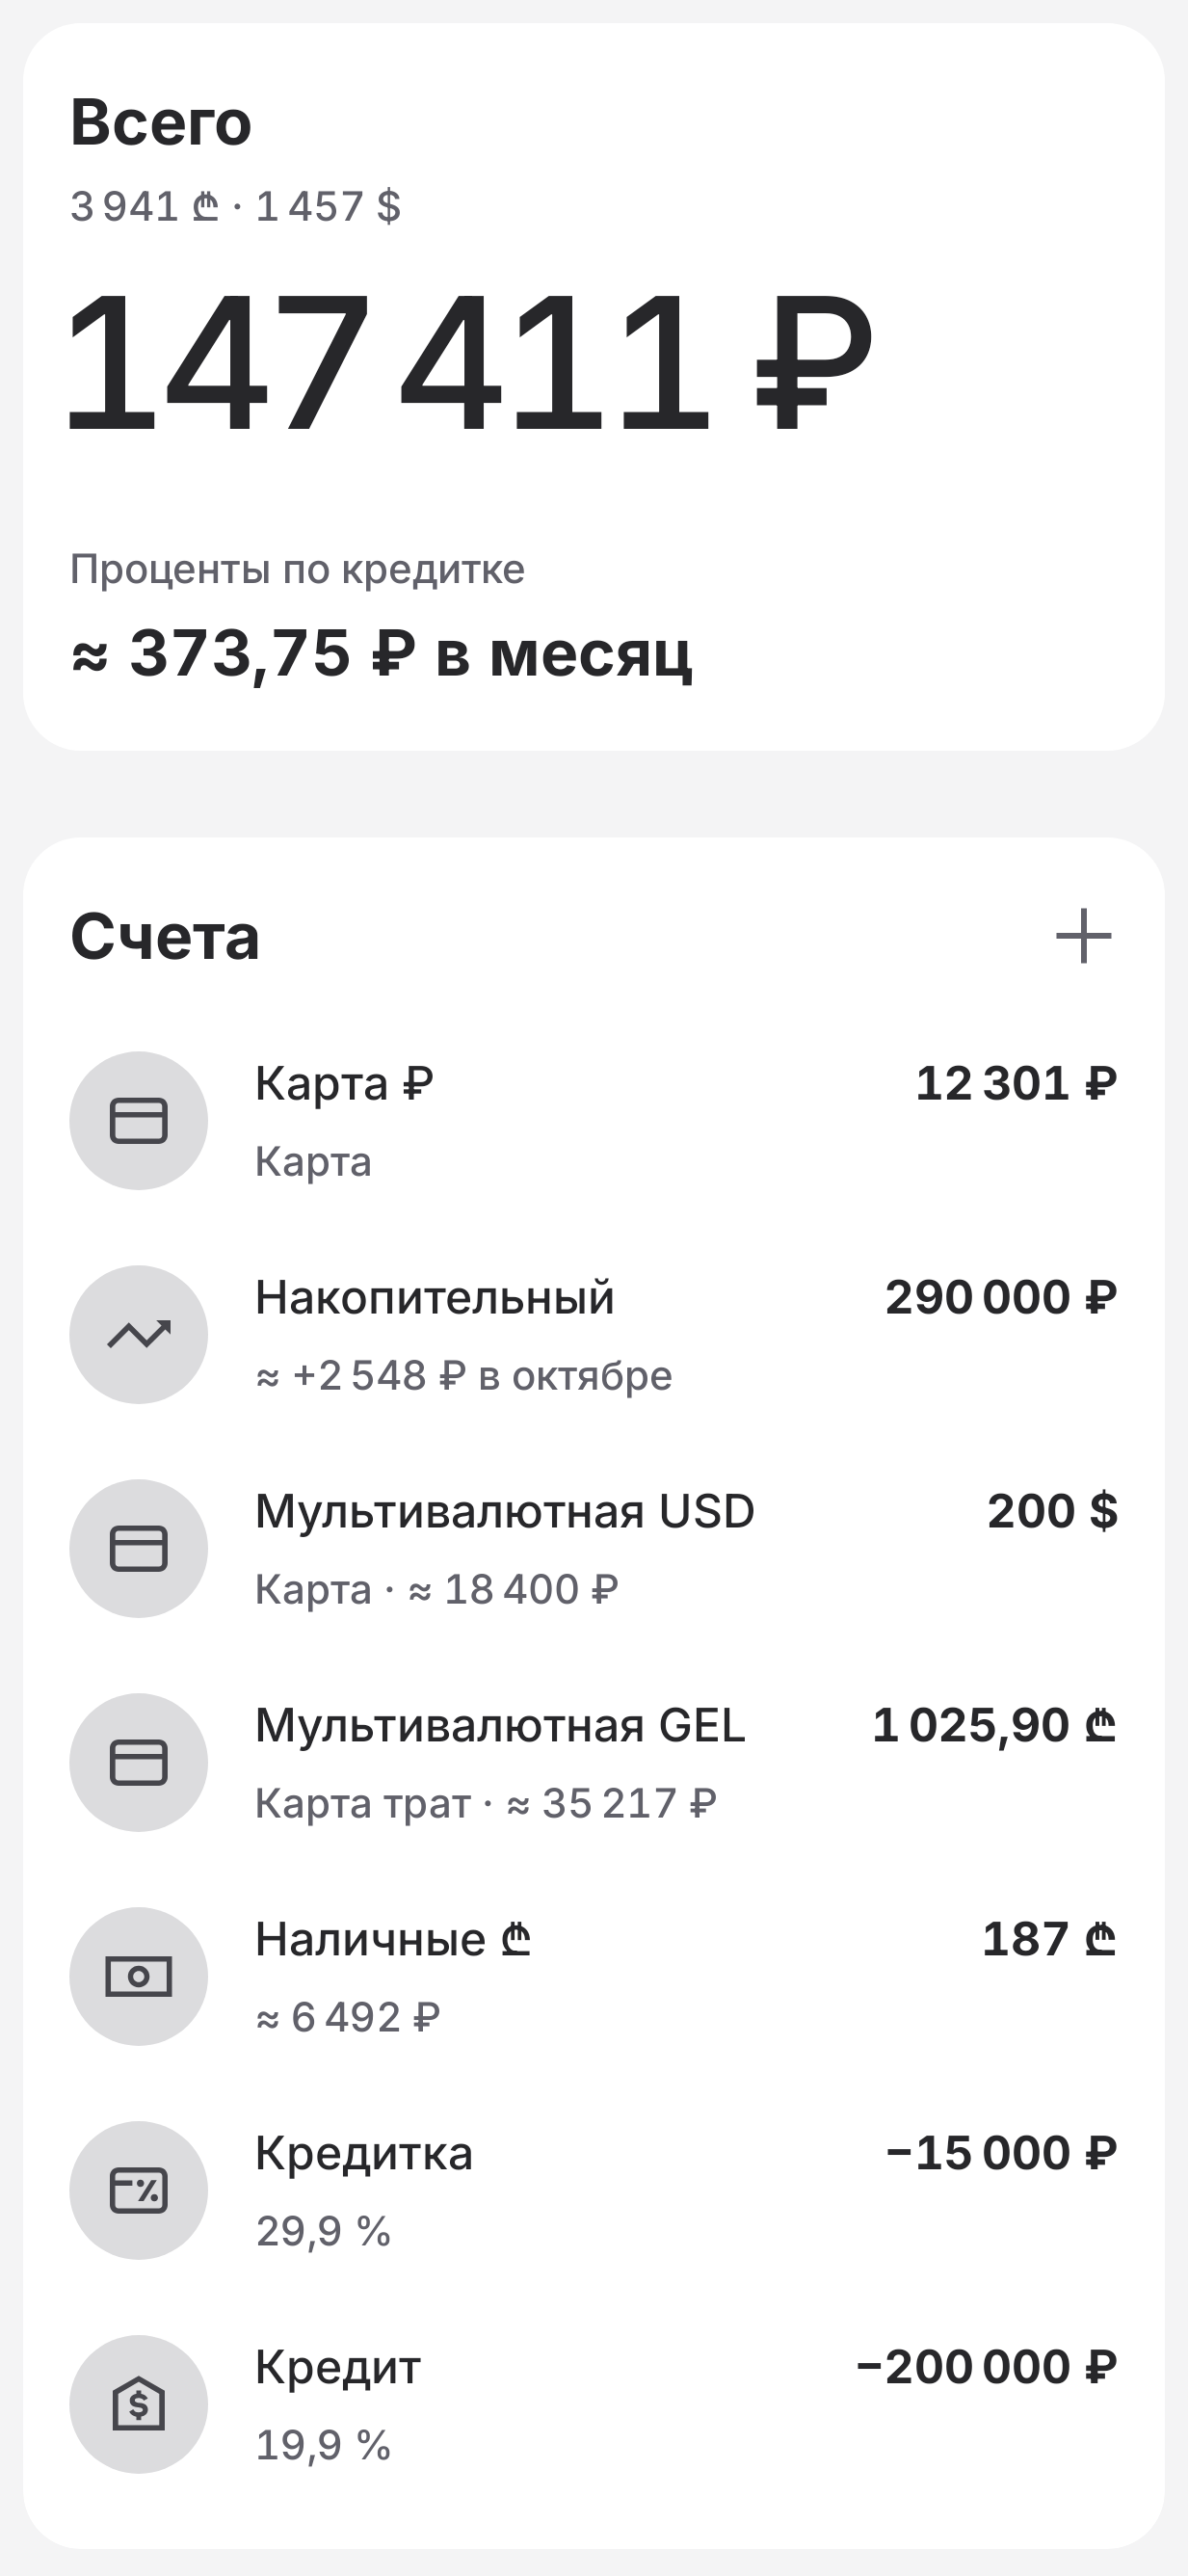 Всего
3 941 ₾ · 1 457 $
147 411 ₽
Проценты по кредитке
≈ 373,75 ₽ в месяц
Счета
Карта ₽ 12 301 ₽
Карта
Накопительный 290 000 ₽
≈ +2 548 ₽ в октябре
Мультивалютная USD 200 $
Карта · ≈ 18 400 ₽
Мультивалютная GEL 1 025,90 ₾
Карта трат · ≈ 35 217 ₽
Наличные ₾ 187 ₾
≈ 6 492 ₽
Кредитка −15 000 ₽
29,9 %
Кредит −200 000 ₽
19,9 %